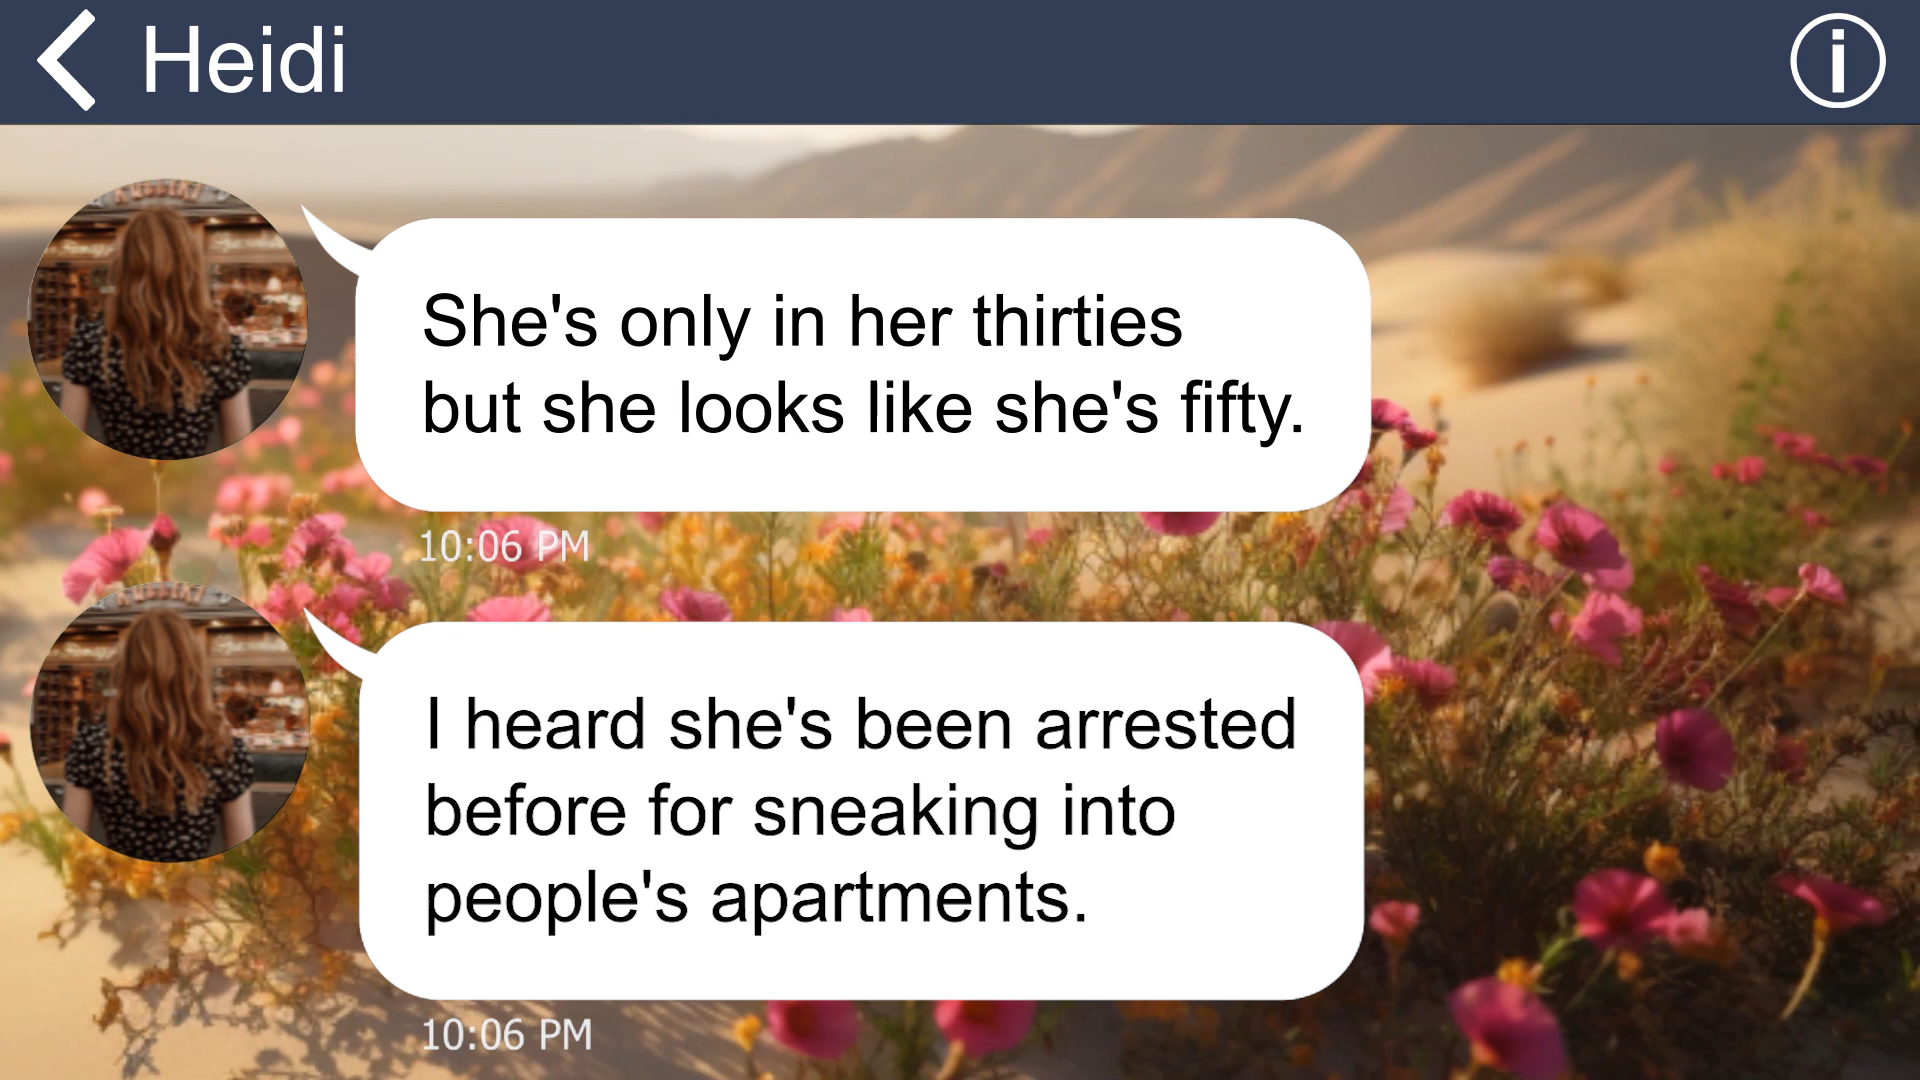 Heidi
She's only in her thirties
but she looks like she's fifty.
10:06 PM
I heard she's been arrested
before for sneaking into
people's apartments.
10:06 PM